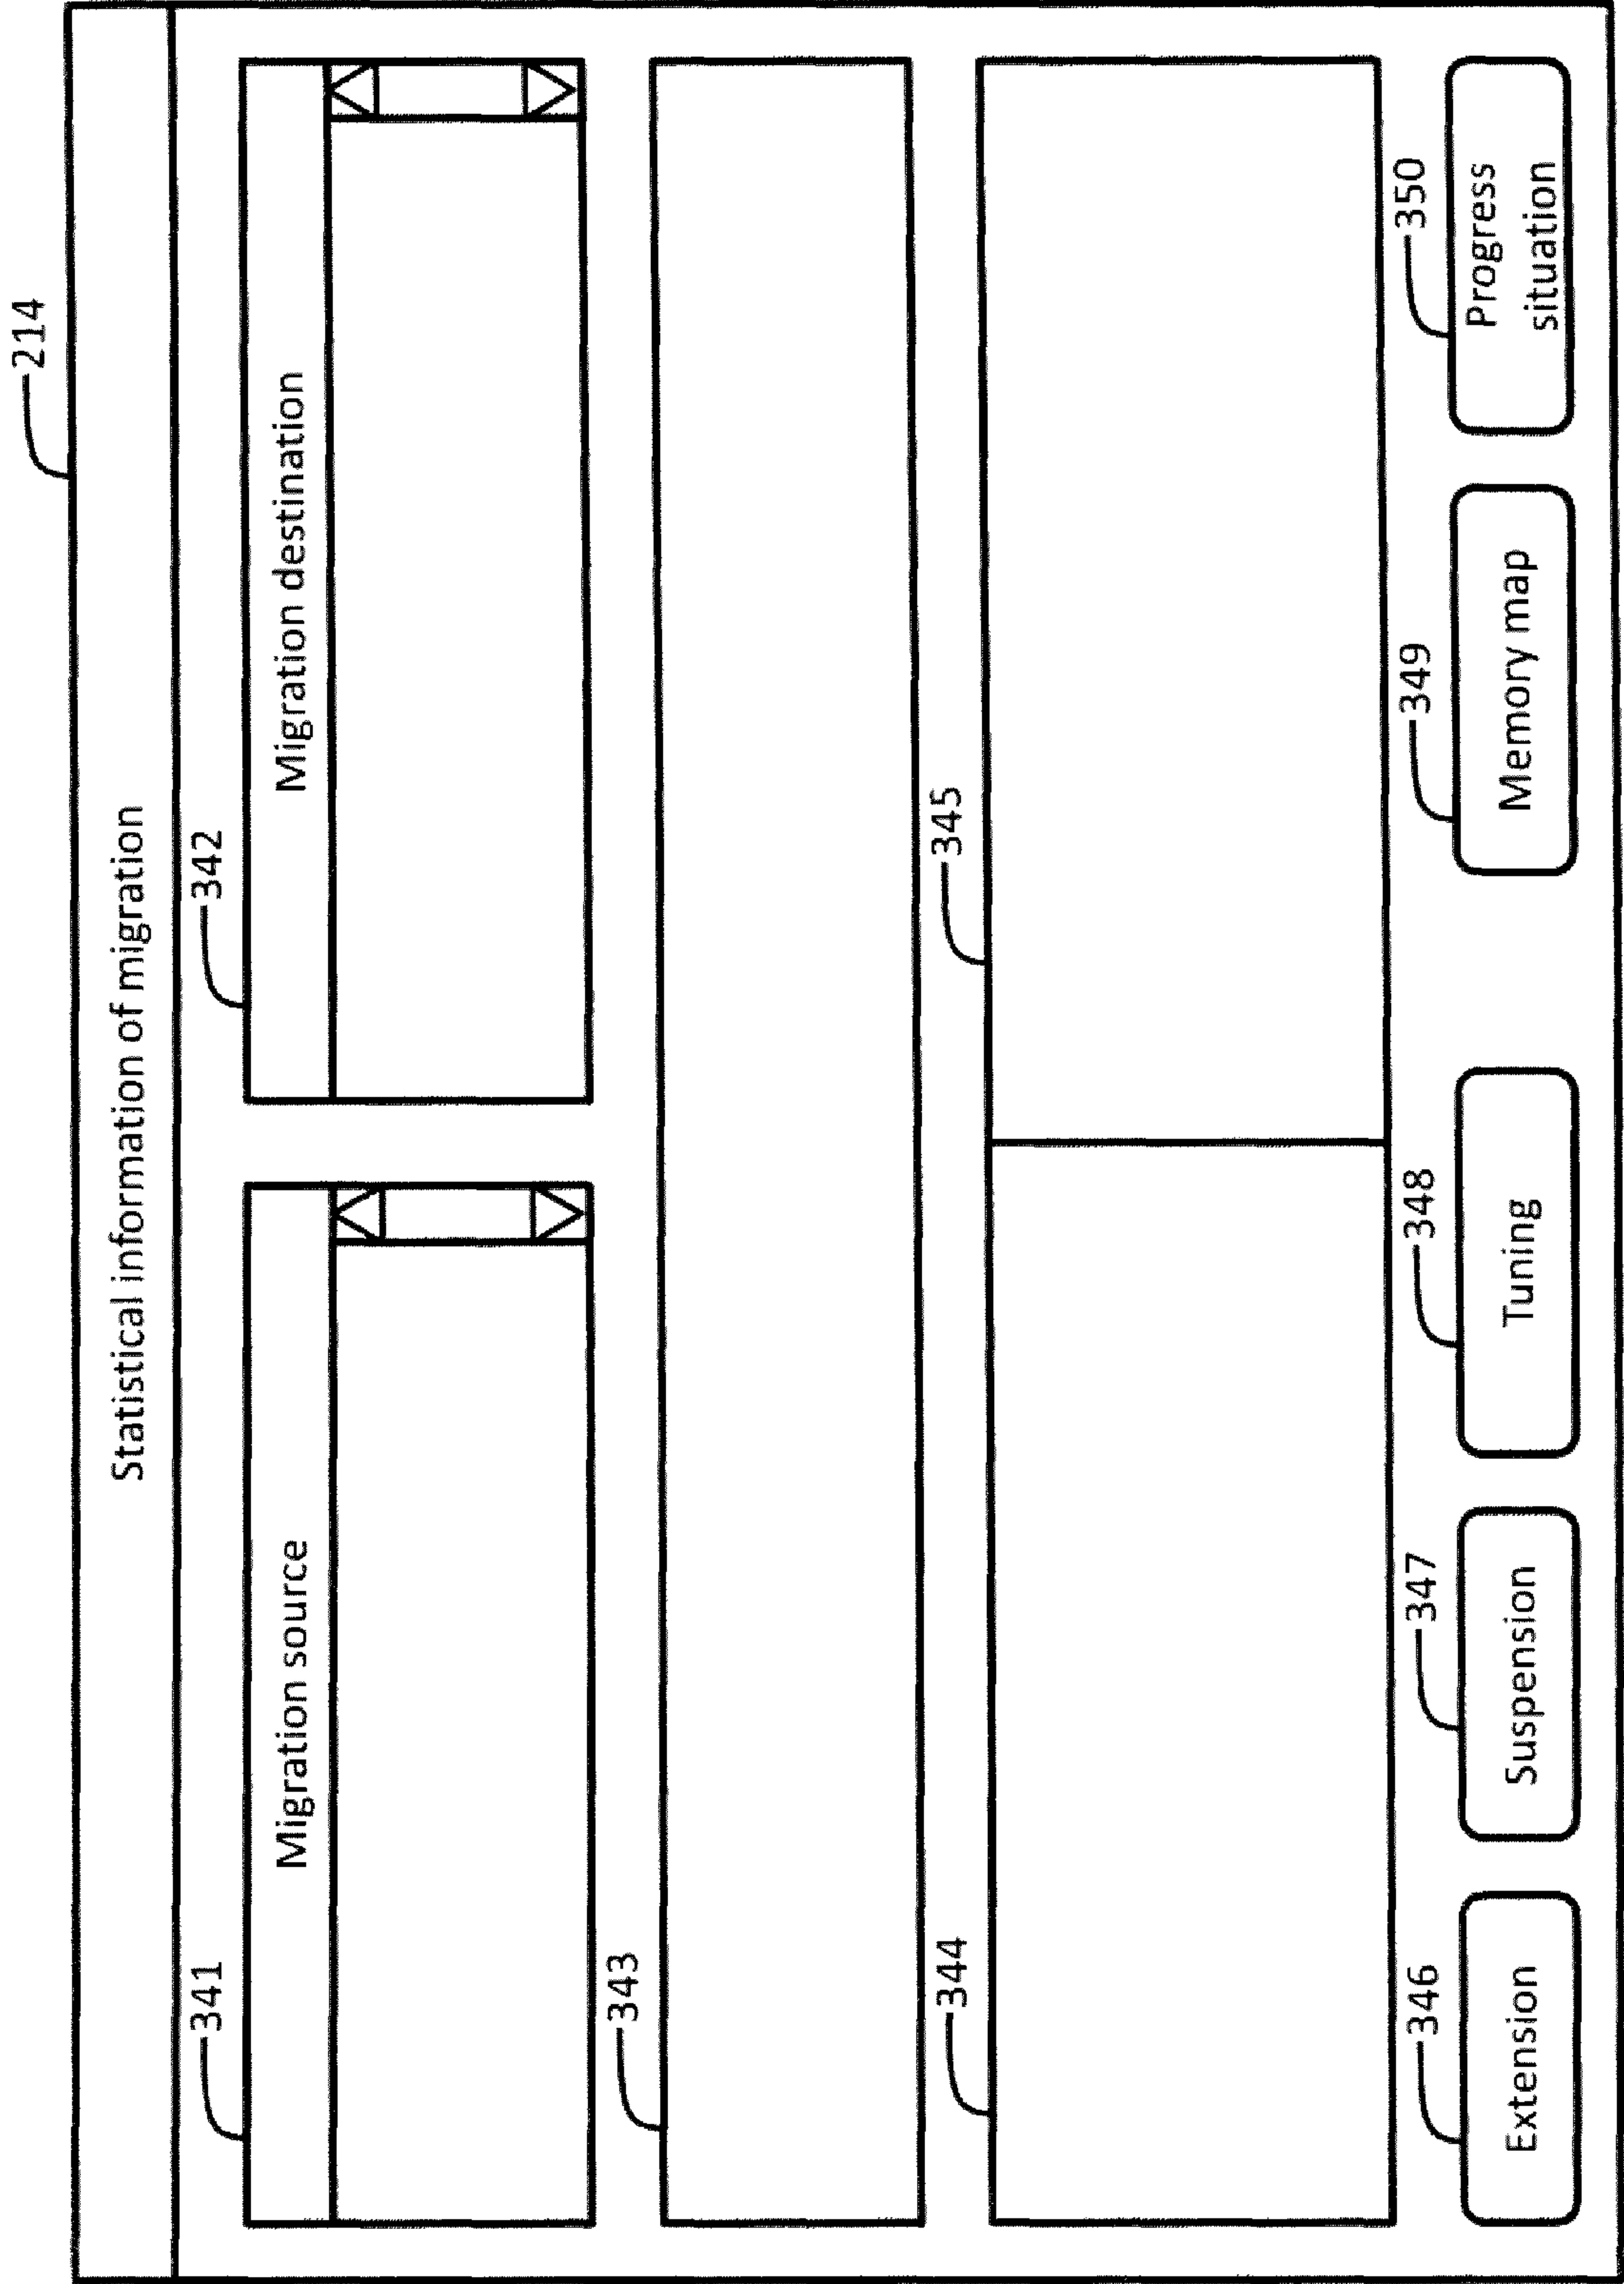 214
Statistical information of migration
341
342
Migration source
Migration destination
343
344
345
346
347
348
349
350
Extension
Suspension
Tuning
Memory map
Progress
situation